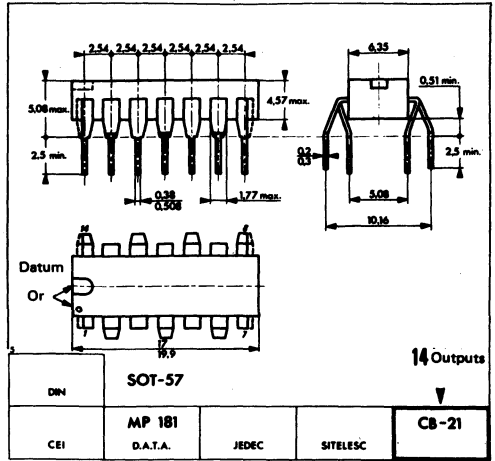 2,54 2,54 2,54 2,54 2,54 2,54
6,35
0,51 min.
5,08 max.
4,57 max.
2,5 min.
2,5 min.
0,38
0,508
1,77 max.
0,2
0,3
5,08
10,16
14 8
Datum
Or
1 7
17
19,9
14 Outputs
5
DIN
SOT-57
CB-21
CEI
MP 181
D.A.T.A.
JEDEC
SITELESC